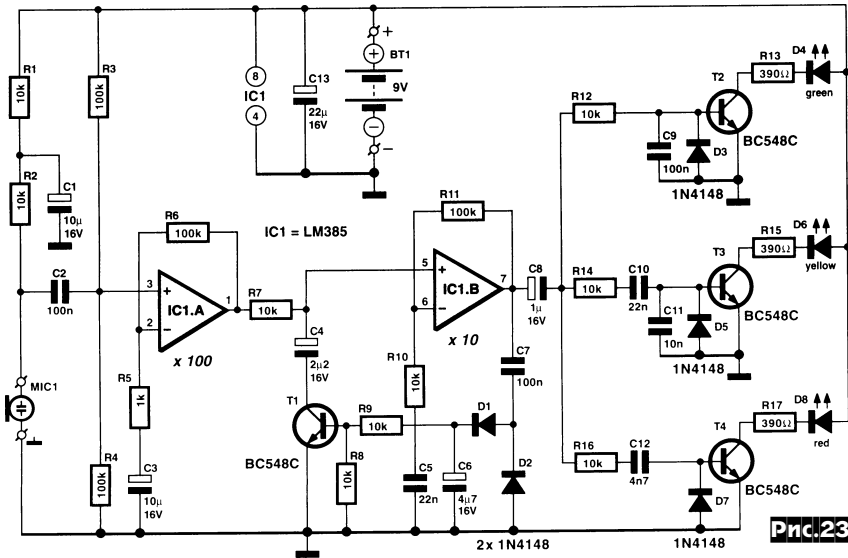 R1
10k
R3
100k
8
IC1
4
C13
22µ
16V
+
+
BT1
9V
−
−
R13
390Ω
D4
green
T2
BC548C
R12
10k
C9
100n
D3
1N4148
R2
10k
C1
10µ
16V
R6
100k
IC1 = LM385
R11
100k
C2
100n
3
+
IC1.A
1
2
−
x 100
R7
10k
5
+
IC1.B
7
6
−
x 10
C8
1µ
16V
R14
10k
C10
22n
C11
10n
D5
1N4148
T3
BC548C
R15
390Ω
D6
yellow
C4
2µ2
16V
R10
10k
C7
100n
MIC1
R5
1k
T1
BC548C
R9
10k
D1
R8
10k
C5
22n
C6
4µ7
16V
D2
2x 1N4148
R4
100k
C3
10µ
16V
R16
10k
C12
4n7
D7
1N4148
T4
BC548C
R17
390Ω
D8
red
Рис.23